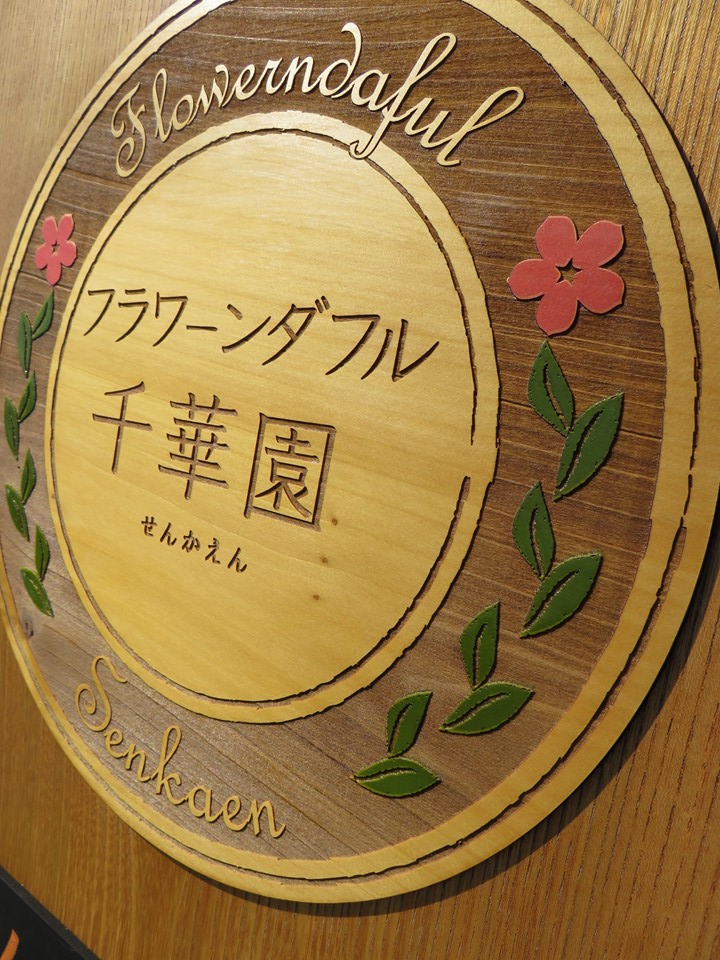 Flowerndaful
フラワーンダフル
千華園
せんかえん
Senkaen